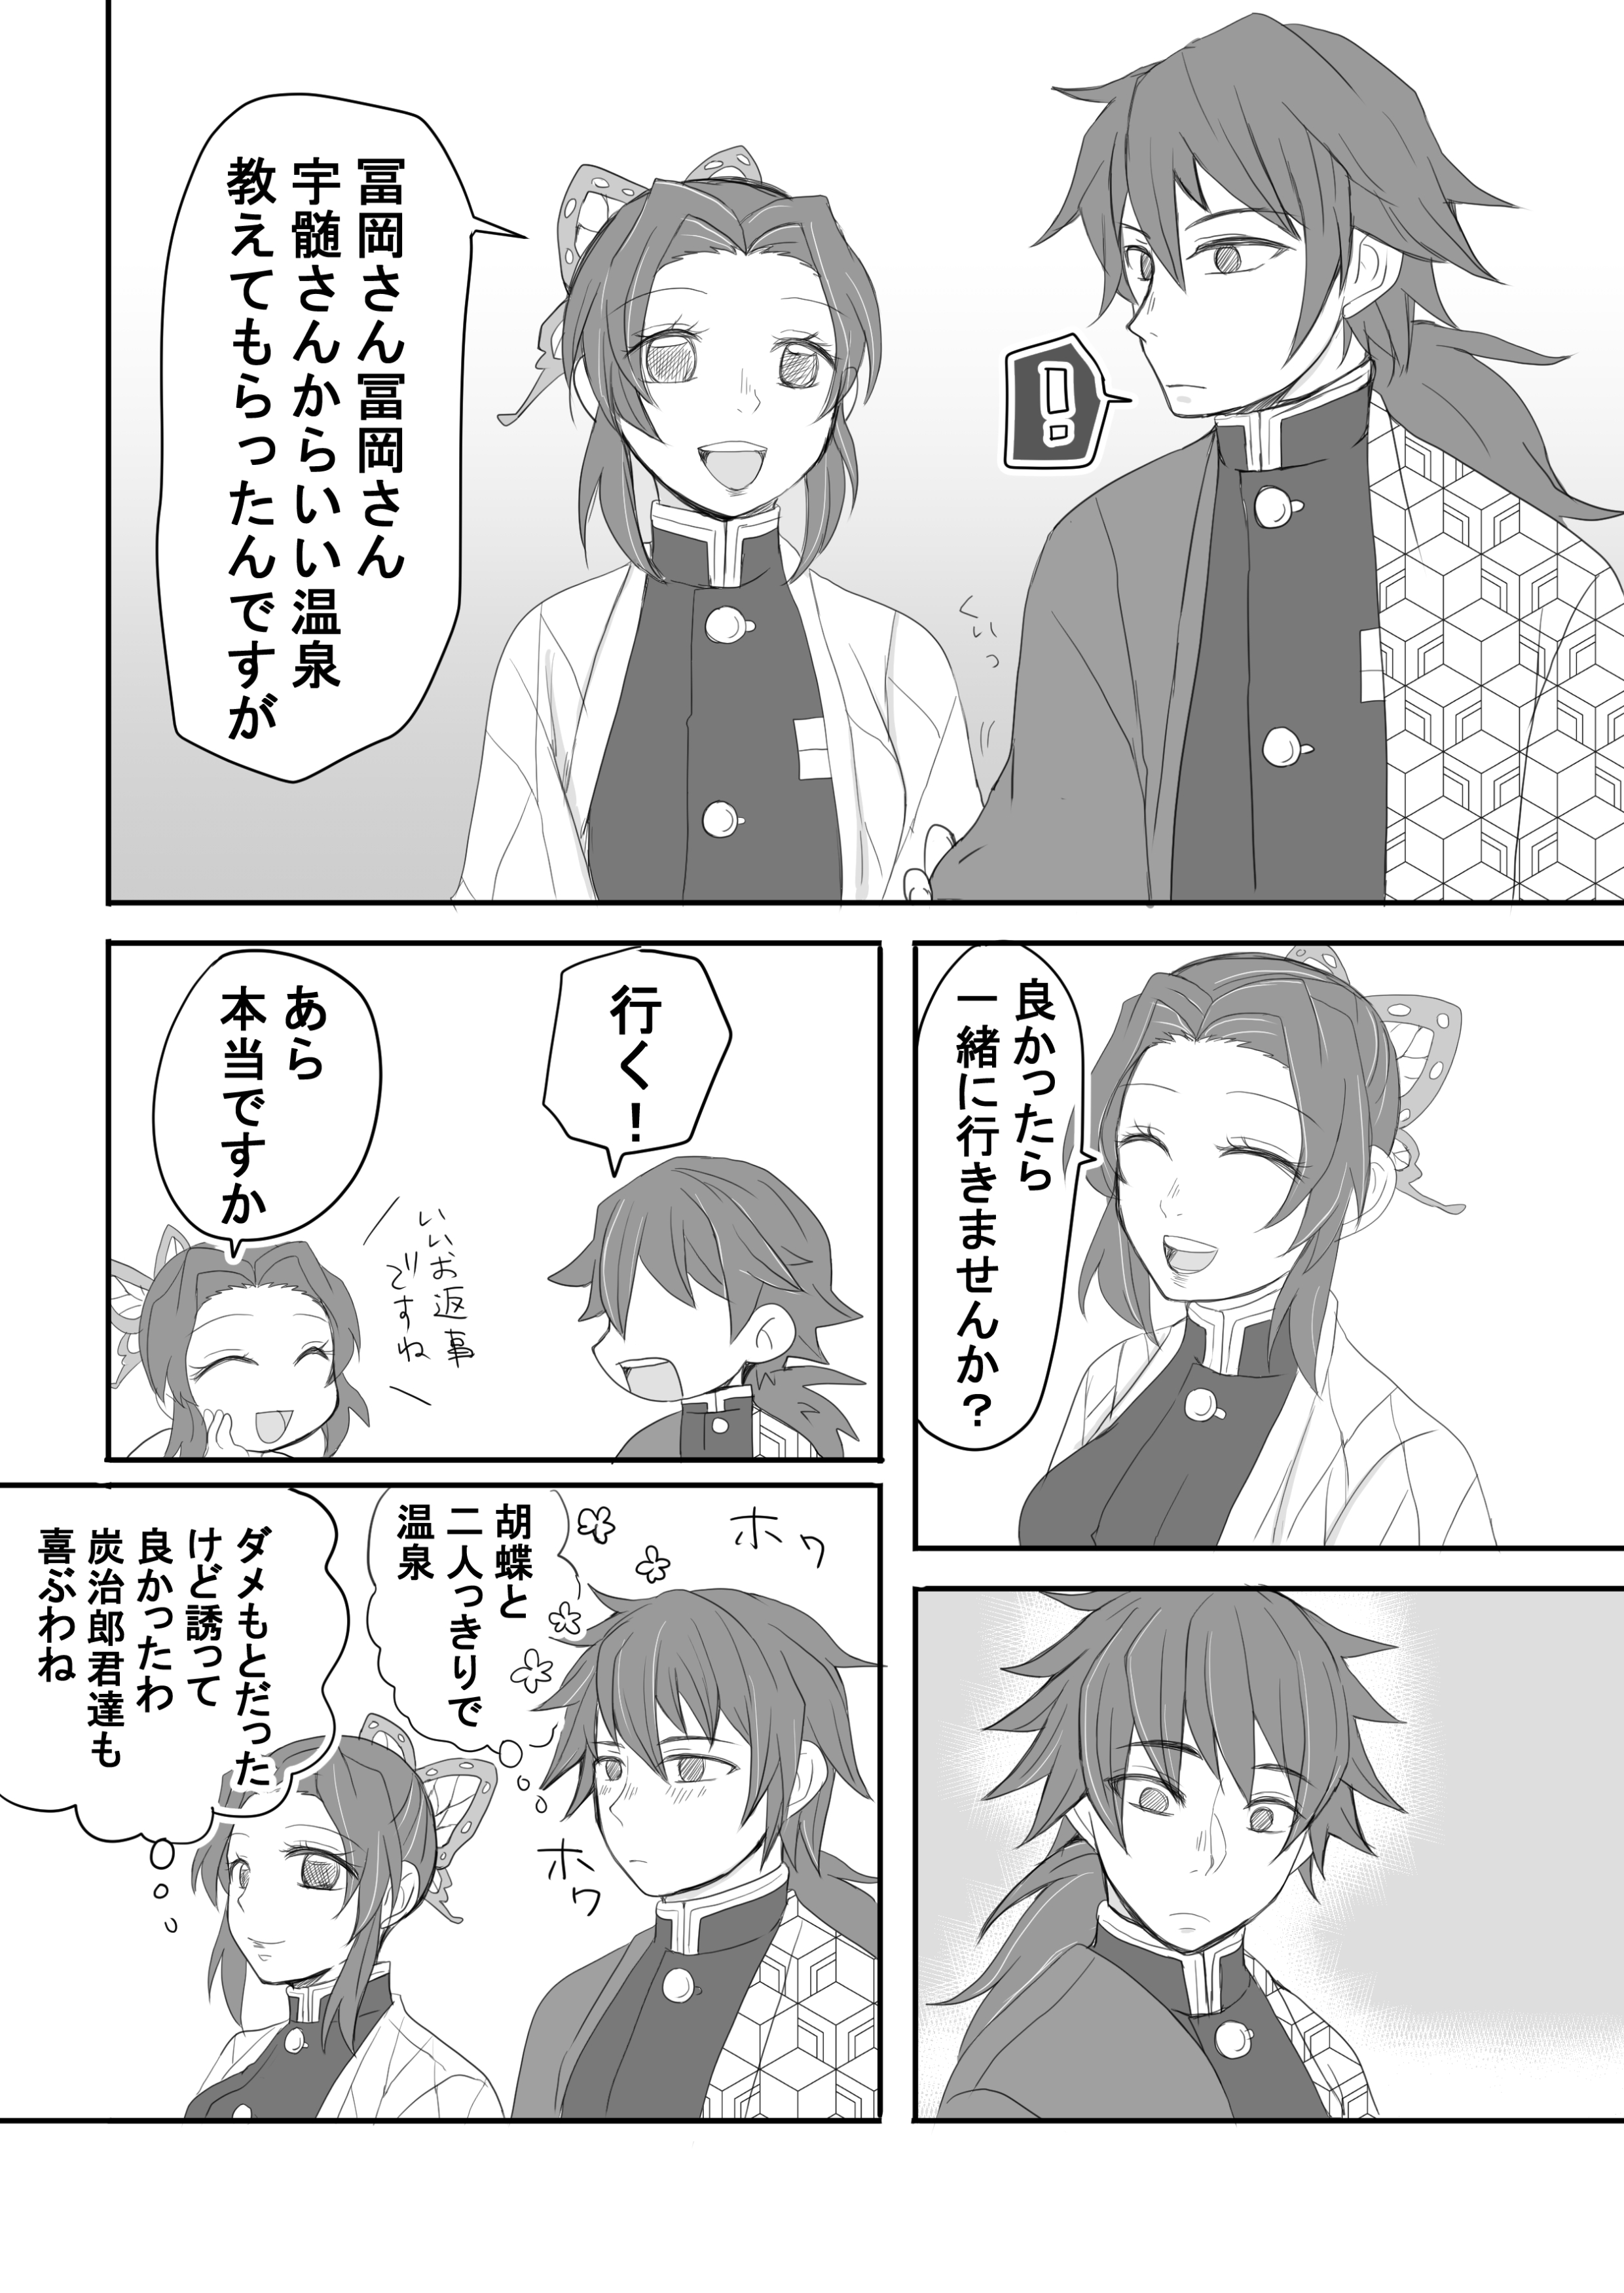 冨岡さん冨岡さん
宇髄さんからいい温泉
教えてもらったんですが
!
くいっ
良かったら
一緒に行きませんか?
行く!
いいお返事
ですね
あら
本当ですか
ホワ
胡蝶と
二人っきりで
温泉
ホワ
ダメもとだった
けど誘って
良かったわ
炭治郎君達も
喜ぶわね